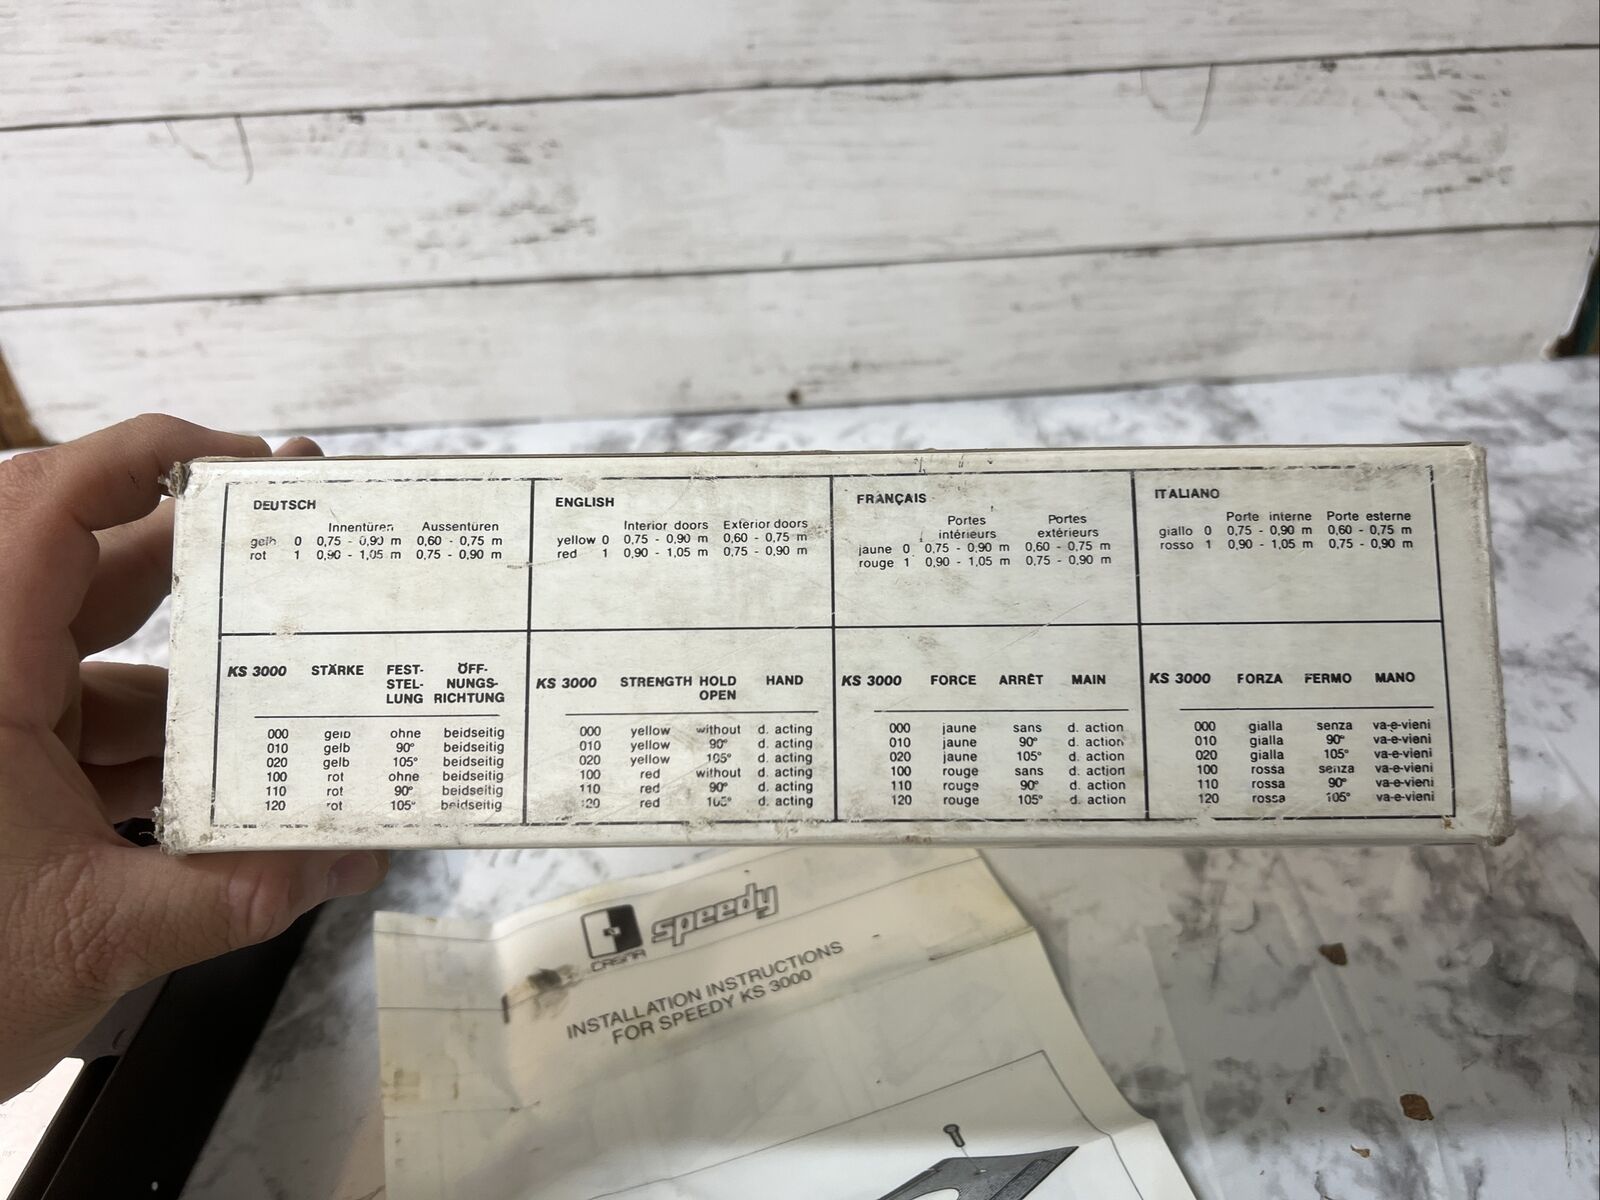 DEUTSCH
Innentüren Aussentüren
gelb 0 0,75 - 0,90 m 0,60 - 0,75 m
rot 1 0,90 - 1,05 m 0,75 - 0,90 m
KS 3000 STÄRKE FEST- ÖFF-
STEL- NUNGS-
LUNG RICHTUNG
000 gelb ohne beidseitig
010 gelb 90° beidseitig
020 gelb 105° beidseitig
100 rot ohne beidseitig
110 rot 90° beidseitig
120 rot 105° beidseitig
ENGLISH
Interior doors Exterior doors
yellow 0 0,75 - 0,90 m 0,60 - 0,75 m
red 1 0,90 - 1,05 m 0,75 - 0,90 m
KS 3000 STRENGTH HOLD HAND
OPEN
000 yellow without d. acting
010 yellow 90° d. acting
020 yellow 105° d. acting
100 red without d. acting
110 red 90° d. acting
120 red 105° d. acting
FRANÇAIS
Portes Portes
intérieurs extérieurs
jaune 0 0,75 - 0,90 m 0,60 - 0,75 m
rouge 1 0,90 - 1,05 m 0,75 - 0,90 m
KS 3000 FORCE ARRÊT MAIN
000 jaune sans d. action
010 jaune 90° d. action
020 jaune 105° d. action
100 rouge sans d. action
110 rouge 90° d. action
120 rouge 105° d. action
ITALIANO
Porte interne Porte esterne
giallo 0 0,75 - 0,90 m 0,60 - 0,75 m
rosso 1 0,90 - 1,05 m 0,75 - 0,90 m
KS 3000 FORZA FERMO MANO
000 gialla senza va-e-vieni
010 gialla 90° va-e-vieni
020 gialla 105° va-e-vieni
100 rossa senza va-e-vieni
110 rossa 90° va-e-vieni
120 rossa 105° va-e-vieni
speedy
CASMA
INSTALLATION INSTRUCTIONS
FOR SPEEDY KS 3000